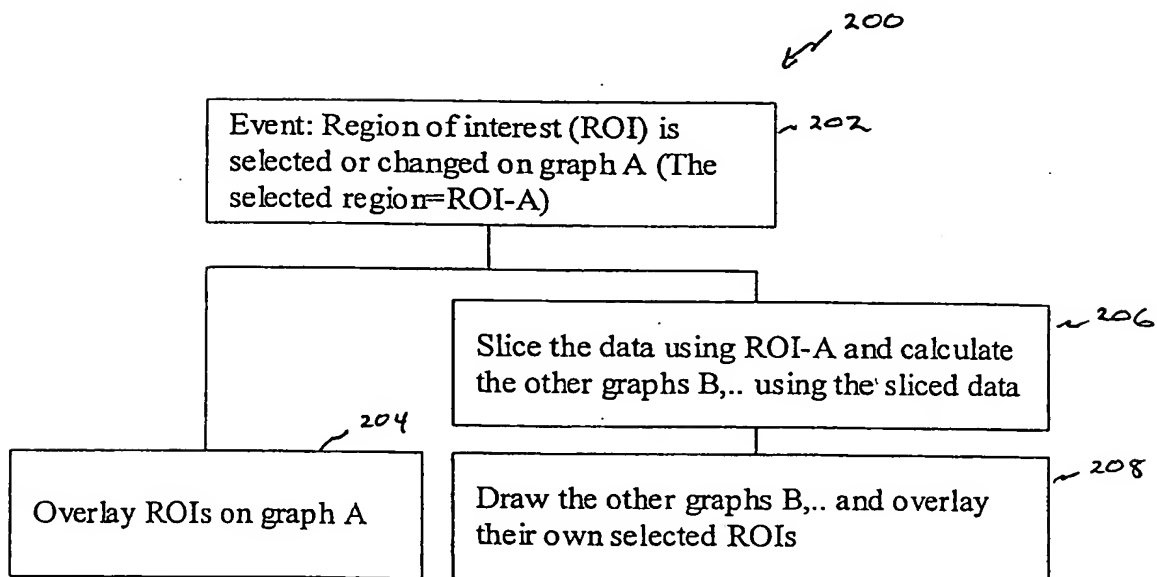 200
Event: Region of interest (ROI) is
selected or changed on graph A (The
selected region=ROI-A)
202
206
Slice the data using ROI-A and calculate
the other graphs B,.. using the sliced data
204
Overlay ROIs on graph A
208
Draw the other graphs B,.. and overlay
their own selected ROIs